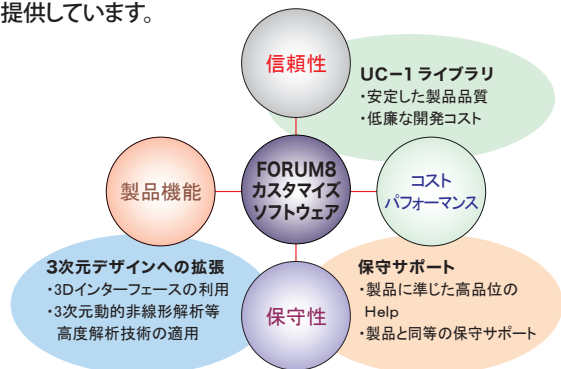 提供しています。
信頼性
UC−1 ライブラリ
・安定した製品品質
・低廉な開発コスト
FORUM8
カスタマイズ
ソフトウェア
製品機能
コスト
パフォーマンス
3次元デザインへの拡張
・3Dインターフェースの利用
・3次元動的非線形解析等
高度解析技術の適用
保守性
保守サポート
・製品に準じた高品位の
Help
・製品と同等の保守サポート